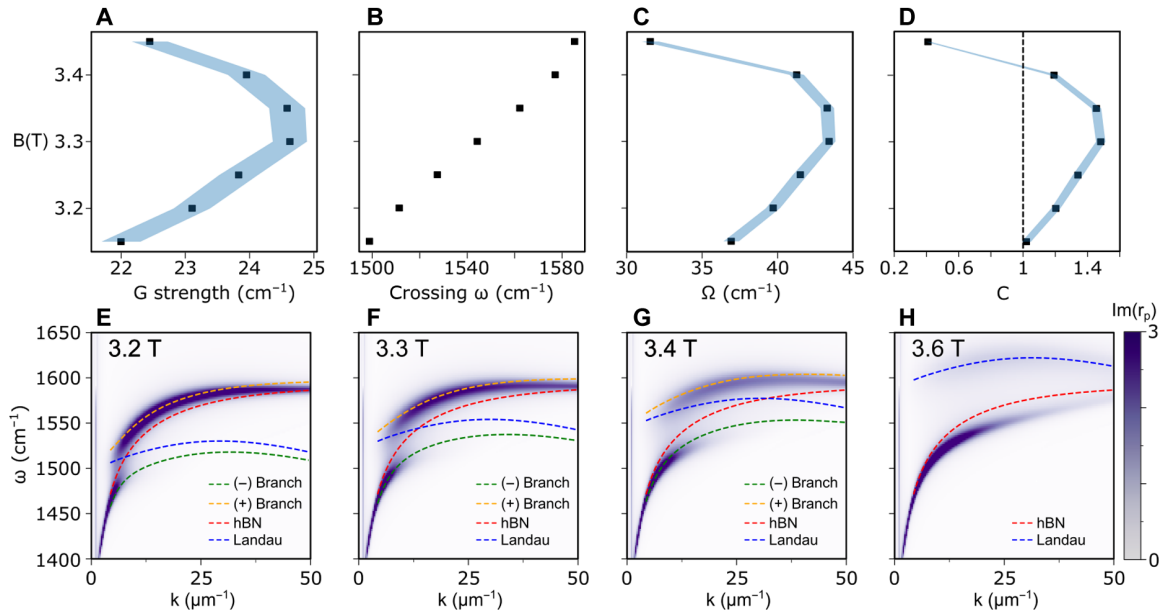 A
B
C
D
B(T)
3.4
3.3
3.2
22 23 24 25
G strength (cm⁻¹)
1500 1540 1580
Crossing ω (cm⁻¹)
30 35 40 45
Ω (cm⁻¹)
0.2 0.6 1 1.4
C
E
F
G
H
ω (cm⁻¹)
1650
1600
1550
1500
1450
1400
3.2 T
(−) Branch
(+) Branch
hBN
Landau
0 25 50
k (μm⁻¹)
3.3 T
(−) Branch
(+) Branch
hBN
Landau
0 25 50
k (μm⁻¹)
3.4 T
(−) Branch
(+) Branch
hBN
Landau
0 25 50
k (μm⁻¹)
3.6 T
hBN
Landau
0 25 50
k (μm⁻¹)
Im(rₚ)
3
0